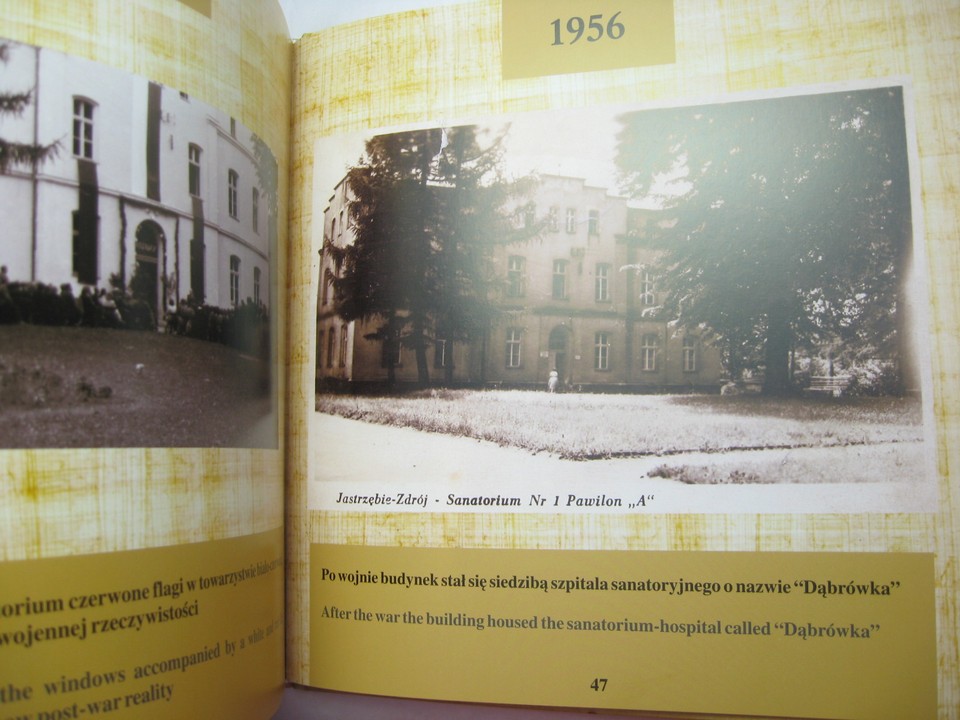 torium czerwone flagi w towarzystwie
wojennej rzeczywistości
the windows accompanied by a white and
post-war reality
1956
Jastrzębie-Zdrój - Sanatorium Nr 1 Pawilon „A“
Po wojnie budynek stał się siedzibą szpitala sanatoryjnego o nazwie “Dąbrówka”
After the war the building housed the sanatorium-hospital called “Dąbrówka”
47